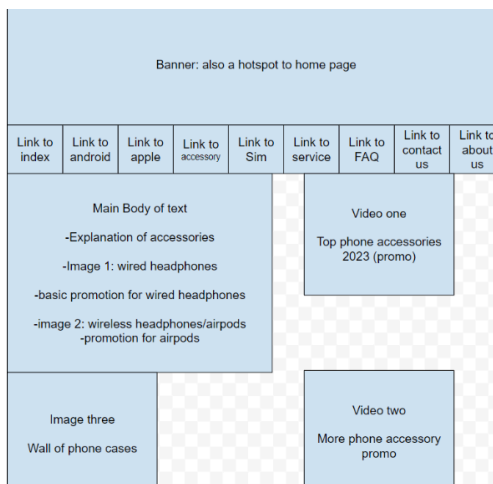 Banner: also a hotspot to home page
Link to
index
Link to
android
Link to
apple
Link to
accessory
Link to
Sim
Link to
service
Link to
FAQ
Link to
contact
us
Link to
about
us
Main Body of text
-Explanation of accessories
-Image 1: wired headphones
-basic promotion for wired headphones
-image 2: wireless headphones/airpods
-promotion for airpods
Video one
Top phone accessories
2023 (promo)
Image three
Wall of phone cases
Video two
More phone accessory
promo